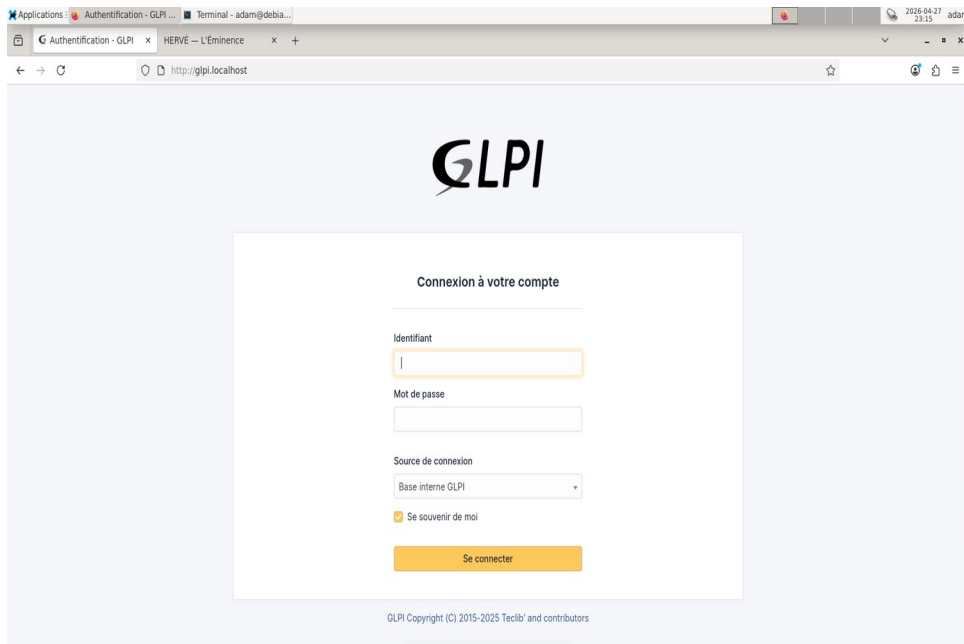 Applications Authentification - GLPI ... Terminal - adam@debia... 2026-04-27 23:15 adar
Authentification - GLPI HERVÉ — L'Éminence
http://glpi.localhost
GLPI
Connexion à votre compte
Identifiant
Mot de passe
Source de connexion
Base interne GLPI
Se souvenir de moi
Se connecter
GLPI Copyright (C) 2015-2025 Teclib' and contributors